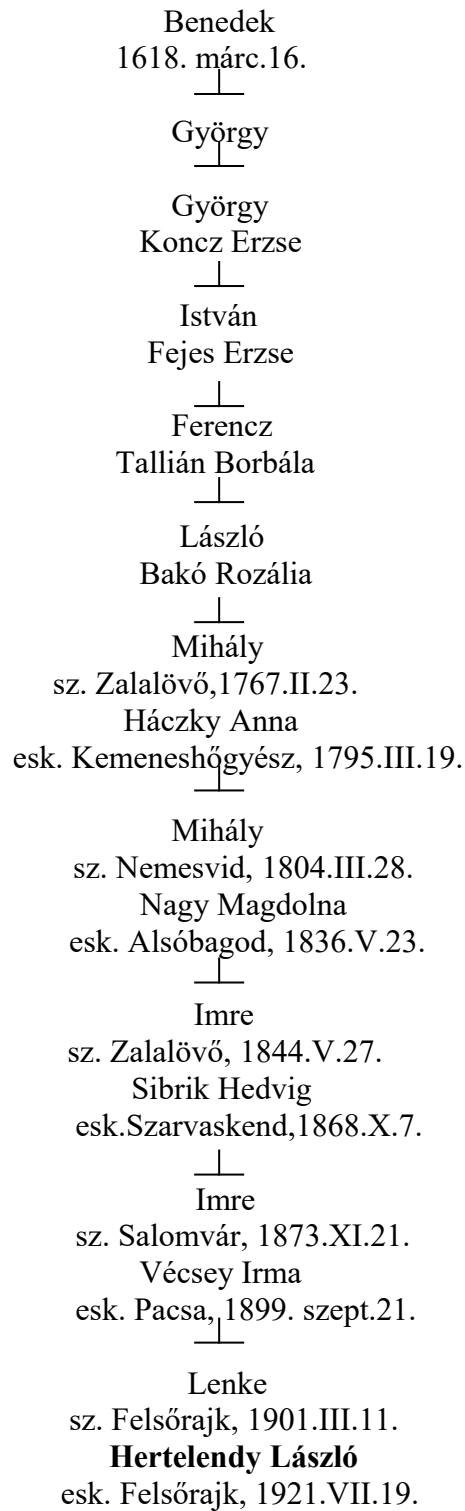 Benedek
1618. márc.16.
György
György
Koncz Erzse
István
Fejes Erzse
Ferencz
Tallián Borbála
László
Bakó Rozália
Mihály
sz. Zalalövő,1767.II.23.
Háczky Anna
esk. Kemeneshőgyész, 1795.III.19.
Mihály
sz. Nemesvid, 1804.III.28.
Nagy Magdolna
esk. Alsóbagod, 1836.V.23.
Imre
sz. Zalalövő, 1844.V.27.
Sibrik Hedvig
esk.Szarvaskend,1868.X.7.
Imre
sz. Salomvár, 1873.XI.21.
Vécsey Irma
esk. Pacsa, 1899. szept.21.
Lenke
sz. Felsőrajk, 1901.III.11.
Hertelendy László
esk. Felsőrajk, 1921.VII.19.